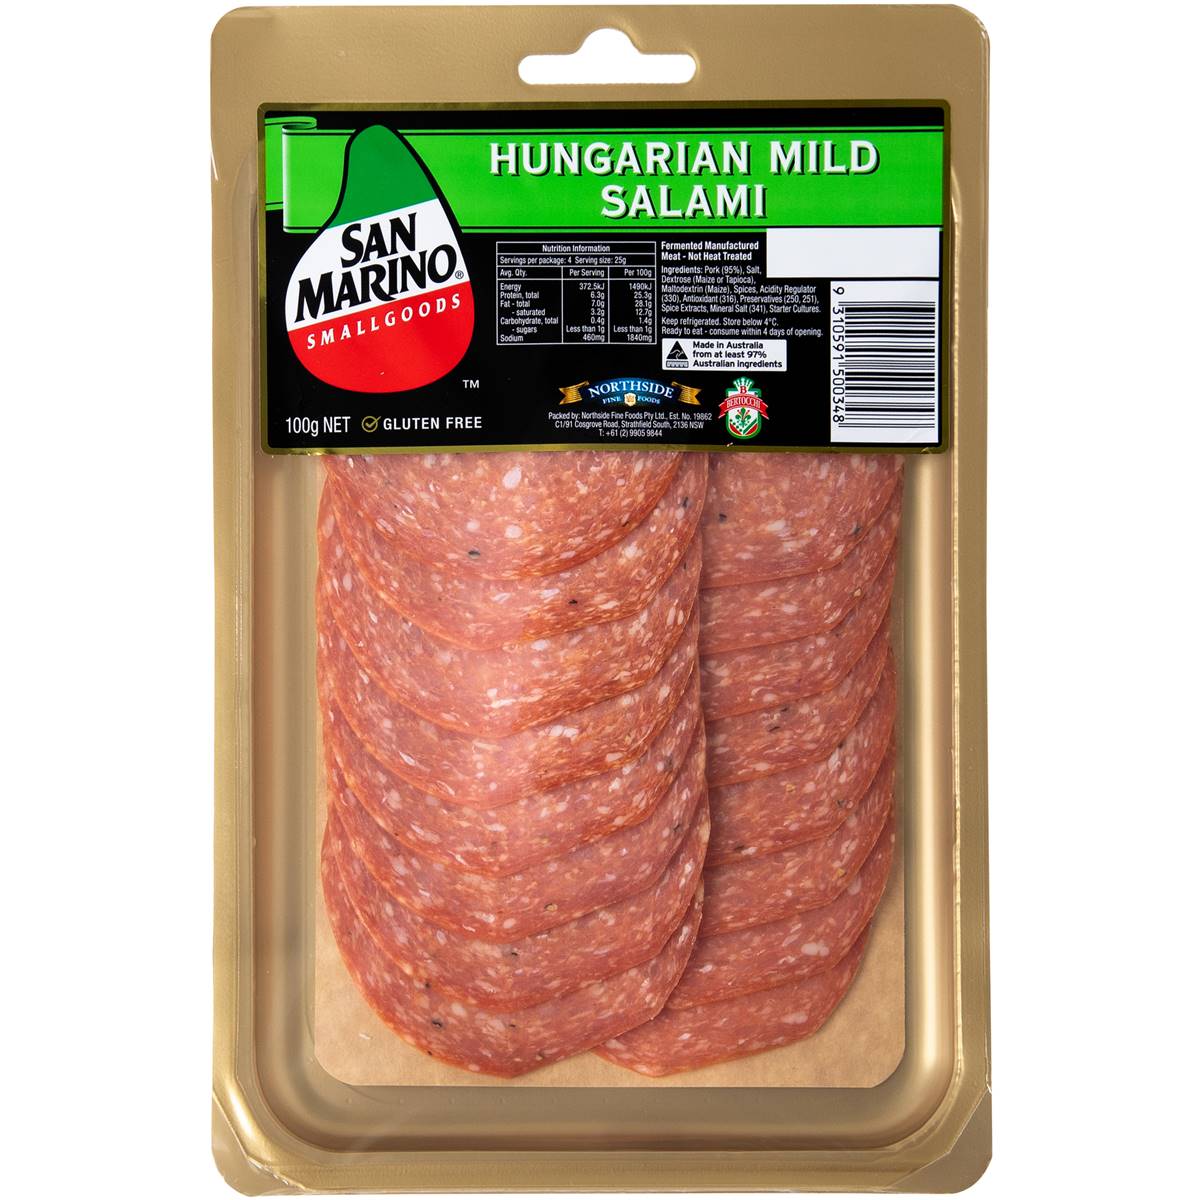 HUNGARIAN MILD
SALAMI
SAN
MARINO®
SMALLGOODS
TM
100g NET
GLUTEN FREE
Nutrition Information
Servings per package: 4 Serving size: 25g
Avg. Qty. Per Serving Per 100g
Energy 372.5kJ 1490kJ
Protein, total 6.3g 25.3g
Fat - total 7.0g 28.1g
- saturated 3.2g 12.7g
Carbohydrate, total 0.4g 1.4g
- sugars Less than 1g Less than 1g
Sodium 460mg 1840mg
Fermented Manufactured
Meat - Not Heat Treated
Ingredients: Pork (95%), Salt,
Dextrose (Maize or Tapioca),
Maltodextrin (Maize), Spices, Acidity Regulator
(330), Antioxidant (316), Preservatives (250, 251),
Spice Extracts, Mineral Salt (341), Starter Cultures.
Keep refrigerated. Store below 4°C.
Ready to eat - consume within 4 days of opening.
Made in Australia
from at least 97%
Australian ingredients
NORTHSIDE
FINE FOODS
B
BERTOCCHI
Packed by: Northside Fine Foods Pty Ltd., Est. No. 19862
C1/91 Cosgrove Road, Strathfield South, 2136 NSW
T: +61 (2) 9905 9844
9 310591 500348